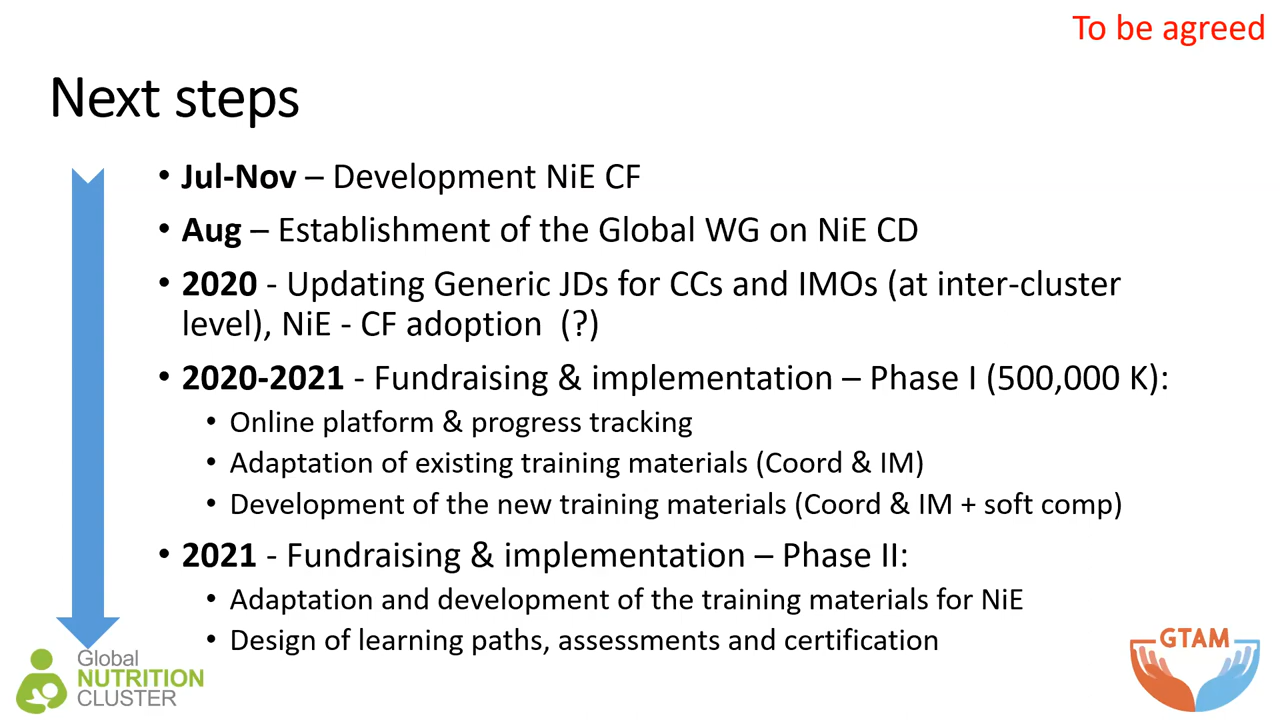 To be agreed
Next steps
• Jul-Nov – Development NiE CF
• Aug – Establishment of the Global WG on NiE CD
• 2020 - Updating Generic JDs for CCs and IMOs (at inter-cluster
level), NiE - CF adoption (?)
• 2020-2021 - Fundraising & implementation – Phase I (500,000 K):
• Online platform & progress tracking
• Adaptation of existing training materials (Coord & IM)
• Development of the new training materials (Coord & IM + soft comp)
• 2021 - Fundraising & implementation – Phase II:
• Adaptation and development of the training materials for NiE
• Design of learning paths, assessments and certification
Global
NUTRITION
CLUSTER
GTAM